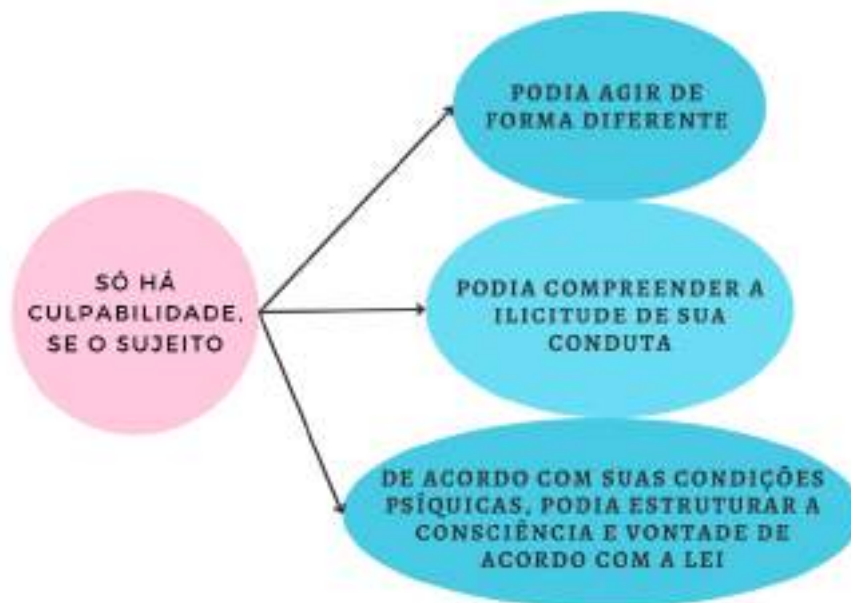 SÓ HÁ
CULPABILIDADE,
SE O SUJEITO
PODIA AGIR DE
FORMA DIFERENTE
PODIA COMPREENDER A
ILICITUDE DE SUA
CONDUTA
DE ACORDO COM SUAS CONDIÇÕES
PSÍQUICAS, PODIA ESTRUTURAR A
CONSCIÊNCIA E VONTADE DE
ACORDO COM A LEI